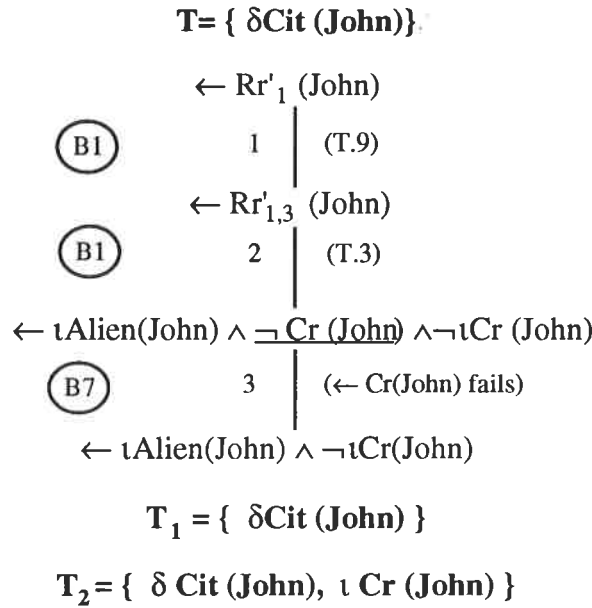 T= { δCit (John)}
← Rr'₁ (John)
B1 1 (T.9)
← Rr'₁,₃ (John)
B1 2 (T.3)
← ιAlien(John) ∧ ¬ Cr (John) ∧¬ιCr (John)
B7 3 (← Cr(John) fails)
← ιAlien(John) ∧ ¬ιCr(John)
T₁ = { δCit (John) }
T₂ = { δ Cit (John), ι Cr (John) }